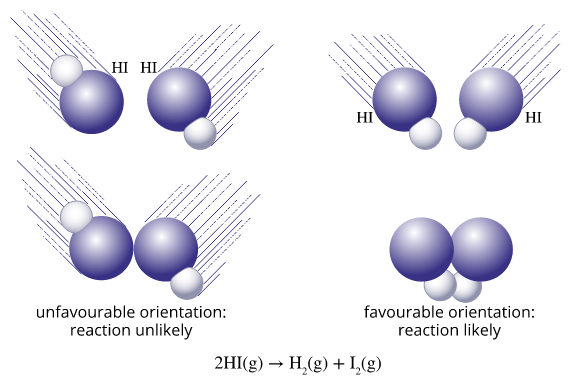 HI HI
HI
HI
unfavourable orientation:
reaction unlikely
favourable orientation:
reaction likely
2HI(g) → H₂(g) + I₂(g)